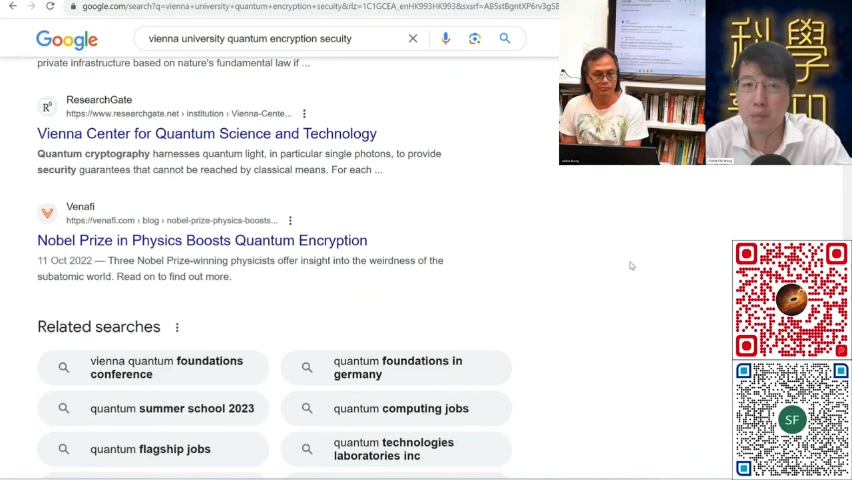 google.com/search?q=vienna+university+quantum+encryption+security&rlz=1C1GCEA_enHK993HK993&sxsrf=
Google
vienna university quantum encryption secuity
private infrastructure based on nature's fundamental law if ...
ResearchGate
https://www.researchgate.net › institution › Vienna-Cente...
Vienna Center for Quantum Science and Technology
Quantum cryptography harnesses quantum light, in particular single photons, to provide
security guarantees that cannot be reached by classical means. For each ...
Venafi
https://venafi.com › blog › nobel-prize-physics-boosts...
Nobel Prize in Physics Boosts Quantum Encryption
11 Oct 2022 — Three Nobel Prize-winning physicists offer insight into the weirdness of the
subatomic world. Read on to find out more.
Related searches
vienna quantum foundations
conference
quantum foundations in
germany
quantum summer school 2023
quantum computing jobs
quantum flagship jobs
quantum technologies
laboratories inc
科學
SF